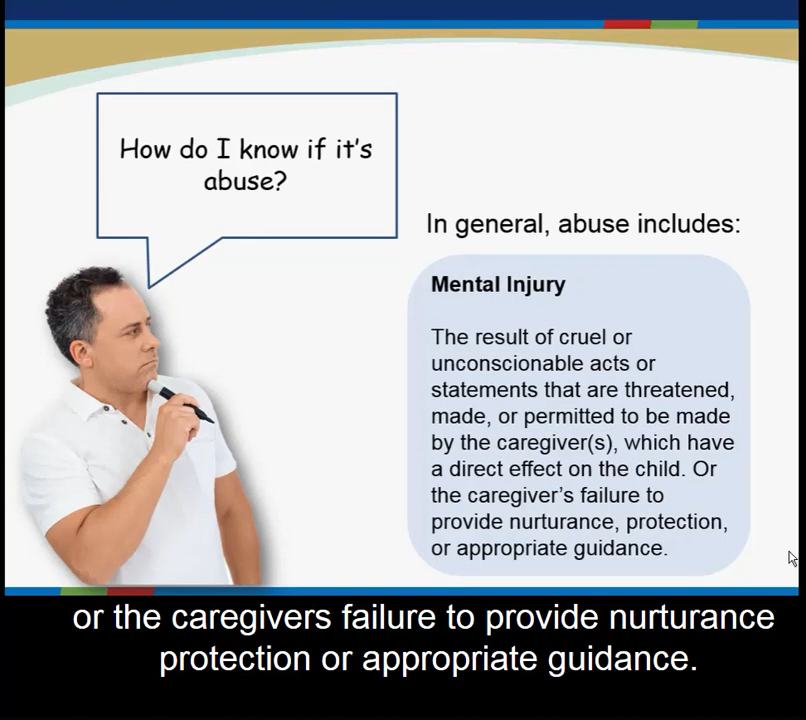 How do I know if it's
abuse?
In general, abuse includes:
Mental Injury
The result of cruel or
unconscionable acts or
statements that are threatened,
made, or permitted to be made
by the caregiver(s), which have
a direct effect on the child. Or
the caregiver's failure to
provide nurturance, protection,
or appropriate guidance.
or the caregivers failure to provide nurturance
protection or appropriate guidance.